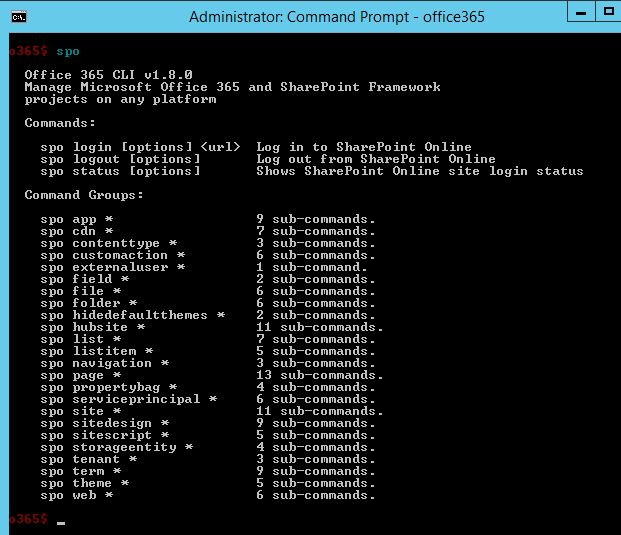 C:\.
Administrator: Command Prompt - office365
o365$ spo
Office 365 CLI v1.8.0
Manage Microsoft Office 365 and SharePoint Framework
projects on any platform
Commands:
spo login [options] <url>  Log in to SharePoint Online
spo logout [options]       Log out from SharePoint Online
spo status [options]       Shows SharePoint Online site login status
Command Groups:
spo app *                  9 sub-commands.
spo cdn *                  7 sub-commands.
spo contenttype *          3 sub-commands.
spo customaction *         6 sub-commands.
spo externaluser *         1 sub-command.
spo field *                2 sub-commands.
spo file *                 6 sub-commands.
spo folder *               6 sub-commands.
spo hidedefaultthemes *    2 sub-commands.
spo hubsite *              11 sub-commands.
spo list *                 7 sub-commands.
spo listitem *             5 sub-commands.
spo navigation *           3 sub-commands.
spo page *                 13 sub-commands.
spo propertybag *          4 sub-commands.
spo serviceprincipal *     6 sub-commands.
spo site *                 11 sub-commands.
spo sitedesign *           9 sub-commands.
spo sitescript *           5 sub-commands.
spo storageentity *        4 sub-commands.
spo tenant *               3 sub-commands.
spo term *                 9 sub-commands.
spo theme *                5 sub-commands.
spo web *                  6 sub-commands.
o365$ _